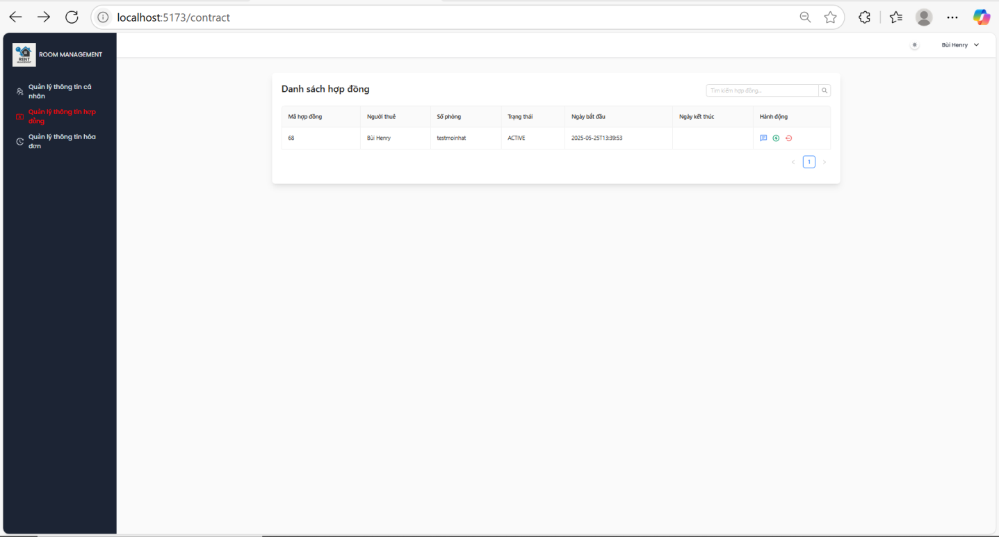 localhost:5173/contract
RENT
ROOM MANAGEMENT
Bùi Henry
Quản lý thông tin cá
nhân
Quản lý thông tin hợp
đồng
Quản lý thông tin hóa
đơn
Danh sách hợp đồng
Tìm kiếm hợp đồng...
Mã hợp đồng Người thuê Số phòng Trạng thái Ngày bắt đầu Ngày kết thúc Hành động
68 Bùi Henry testmoinhat ACTIVE 2025-05-25T13:39:53
1